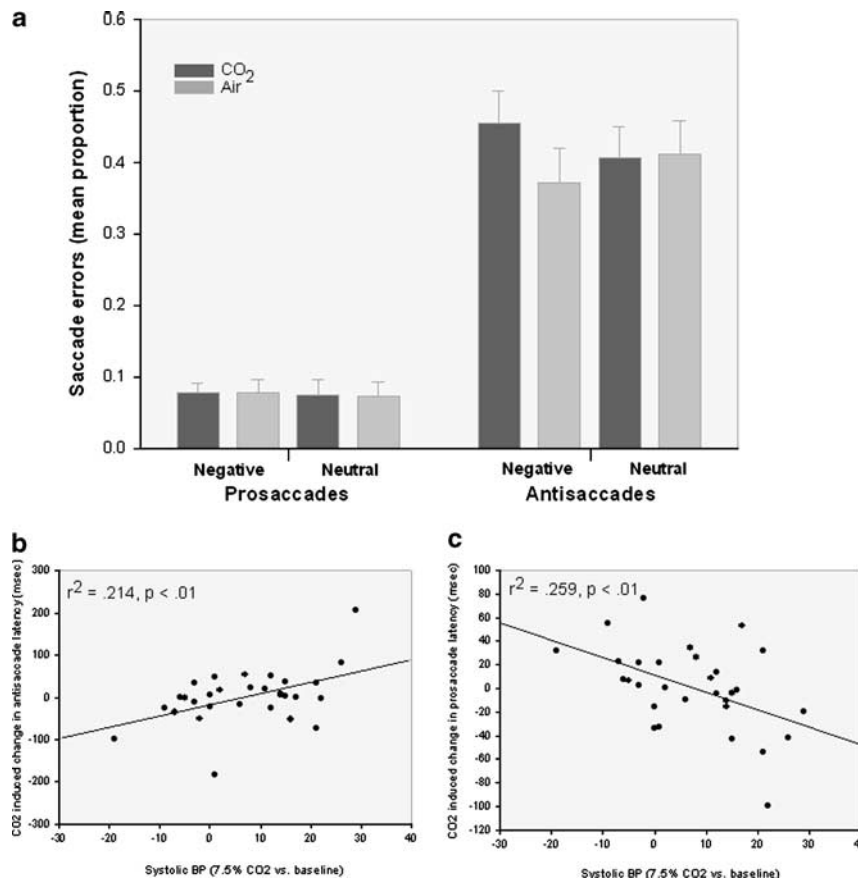 a
0.6
0.5
0.4
0.3
0.2
0.1
0.0
Saccade errors (mean proportion)
CO2
Air
Negative Neutral Negative Neutral
Prosaccades Antisaccades
b
300
200
100
0
-100
-200
-300
CO2 induced change in antisaccade latency (msec)
r2 = .214, p < .01
-30 -20 -10 0 10 20 30 40
Systolic BP (7.5% CO2 vs. baseline)
c
100
80
60
40
20
0
-20
-40
-60
-80
-100
-120
CO2 induced change in prosaccade latency (msec)
r2 = .259, p < .01
-30 -20 -10 0 10 20 30 40
Systolic BP (7.5% CO2 vs. baseline)